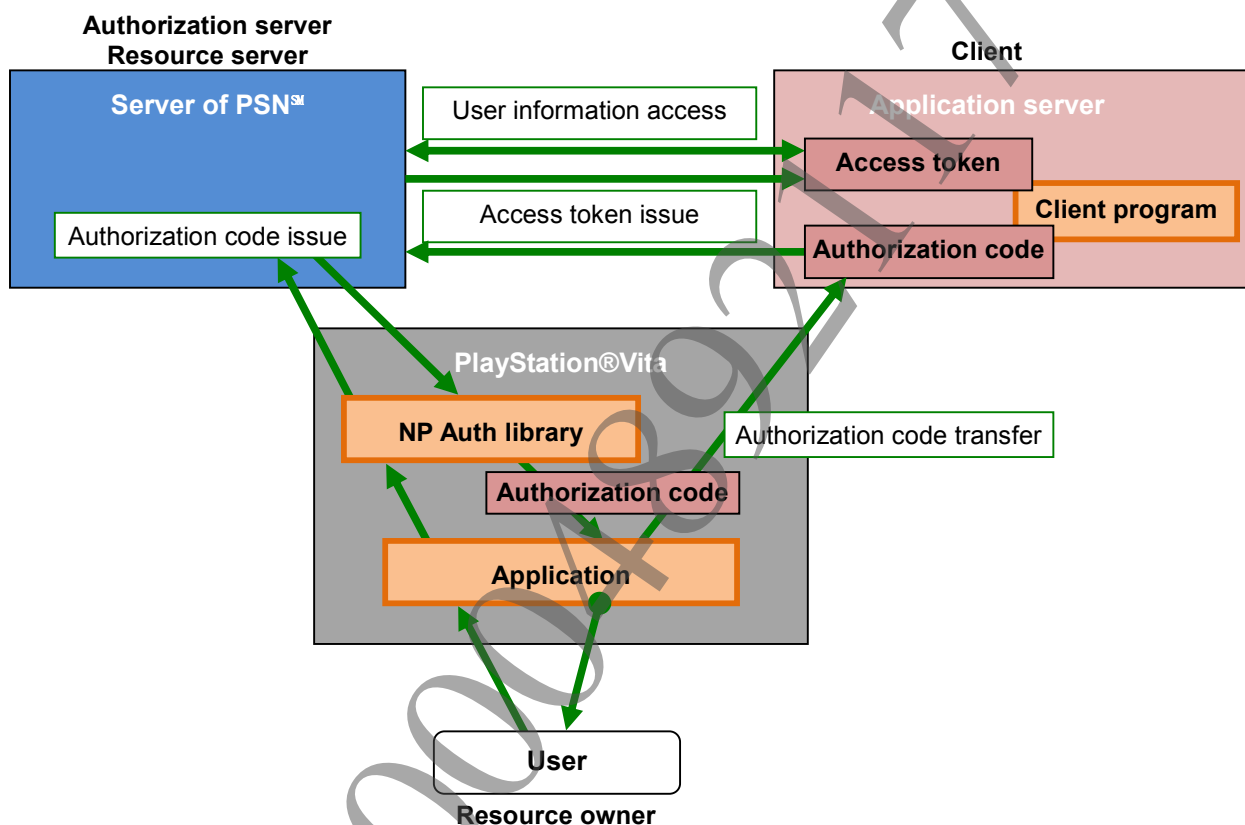 Authorization server
Resource server
Client
Server of PSN℠
User information access
Application server
Access token
Access token issue
Client program
Authorization code issue
Authorization code
PlayStation®Vita
NP Auth library
Authorization code transfer
Authorization code
Application
User
Resource owner
000489217